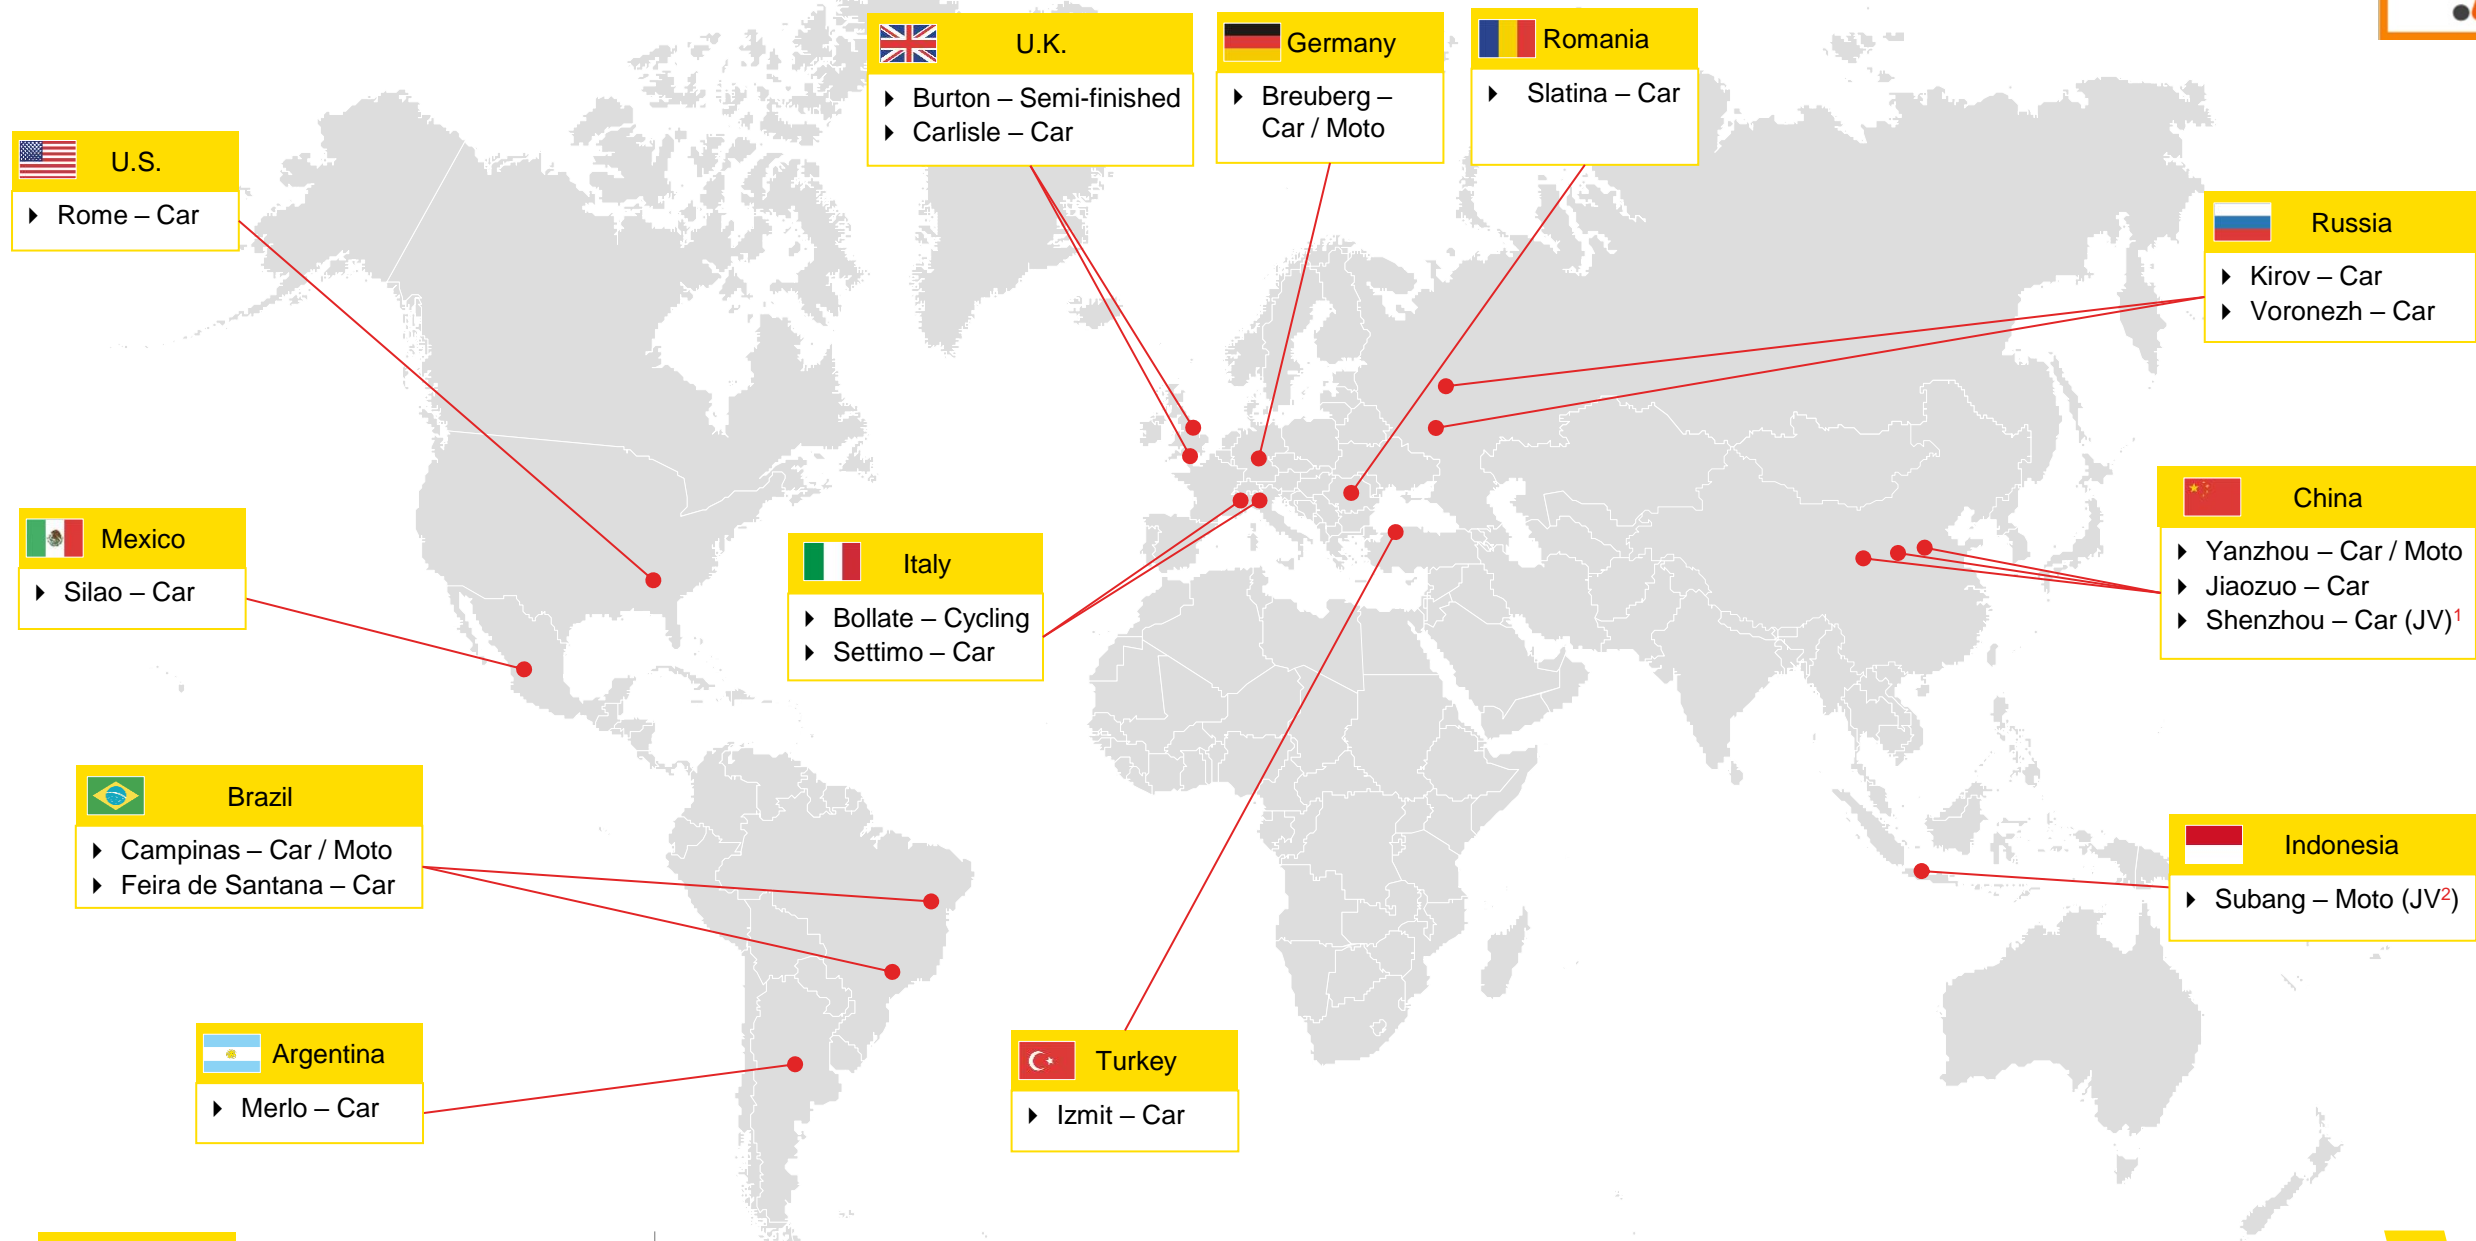 U.K.
Burton – Semi-finished
Carlisle – Car
Germany
Breuberg –
Car / Moto
Romania
Slatina – Car
U.S.
Rome – Car
Russia
Kirov – Car
Voronezh – Car
Mexico
Silao – Car
Italy
Bollate – Cycling
Settimo – Car
China
Yanzhou – Car / Moto
Jiaozuo – Car
Shenzhou – Car (JV)1
Brazil
Campinas – Car / Moto
Feira de Santana – Car
Indonesia
Subang – Moto (JV2)
Argentina
Merlo – Car
Turkey
Izmit – Car